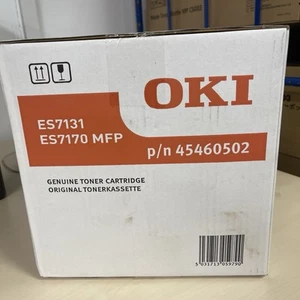 OKI
ES7131
ES7170 MFP
p/n 45460502
GENUINE TONER CARTRIDGE
ORIGINAL TONERKASSETTE